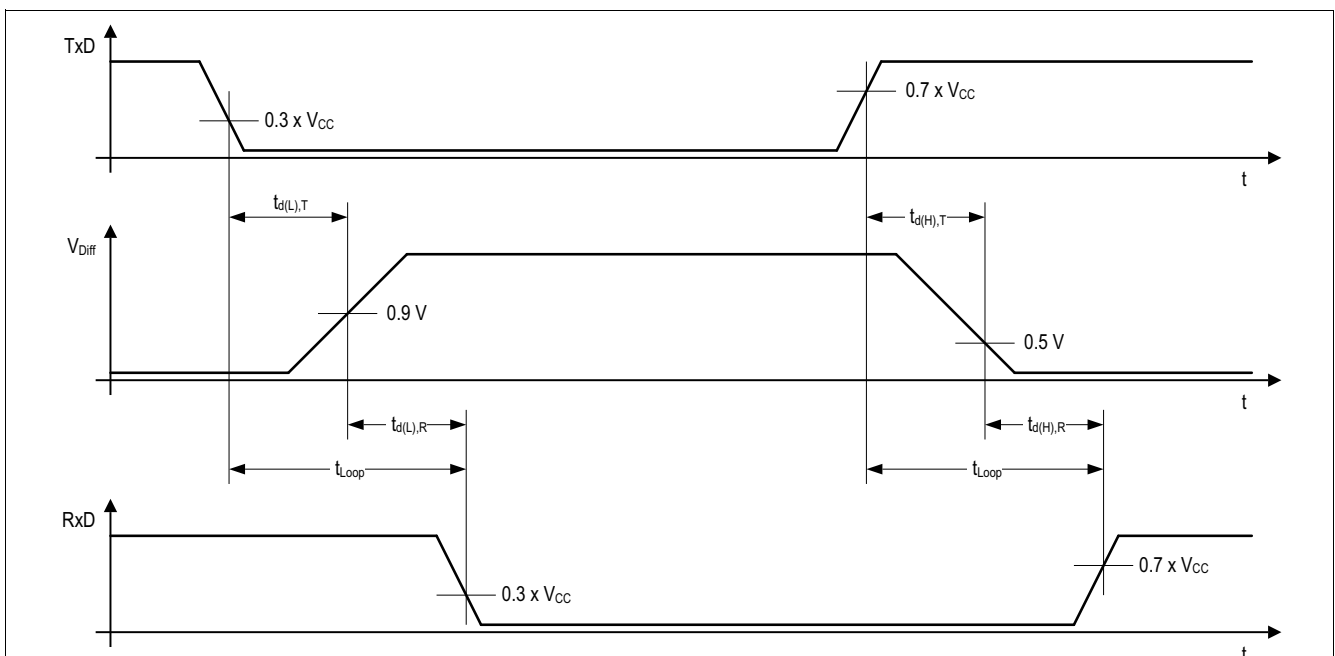 TxD
0.3 x VCC
0.7 x VCC
t
td(L),T
td(H),T
VDiff
0.9 V
0.5 V
t
td(L),R
td(H),R
tLoop
tLoop
RxD
0.3 x VCC
0.7 x VCC
t